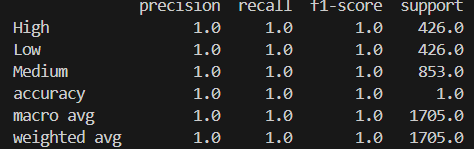 precision recall f1-score support
High 1.0 1.0 1.0 426.0
Low 1.0 1.0 1.0 426.0
Medium 1.0 1.0 1.0 853.0
accuracy 1.0 1.0 1.0 1.0
macro avg 1.0 1.0 1.0 1705.0
weighted avg 1.0 1.0 1.0 1705.0